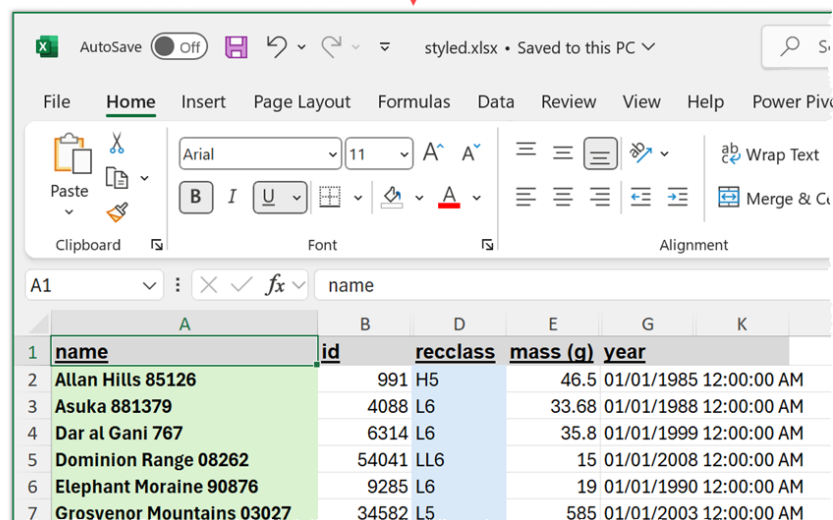 AutoSave Off styled.xlsx • Saved to this PC
File Home Insert Page Layout Formulas Data Review View Help Power Piv
Arial 11 A A ab Wrap Text
Paste B I U A Merge & C
Clipboard Font Alignment
A1 fx name
A B D E G K
1 name id recclass mass (g) year
2 Allan Hills 85126 991 H5 46.5 01/01/1985 12:00:00 AM
3 Asuka 881379 4088 L6 33.68 01/01/1988 12:00:00 AM
4 Dar al Gani 767 6314 L6 35.8 01/01/1999 12:00:00 AM
5 Dominion Range 08262 54041 LL6 15 01/01/2008 12:00:00 AM
6 Elephant Moraine 90876 9285 L6 19 01/01/1990 12:00:00 AM
7 Grosvenor Mountains 03027 34582 L5 585 01/01/2003 12:00:00 AM